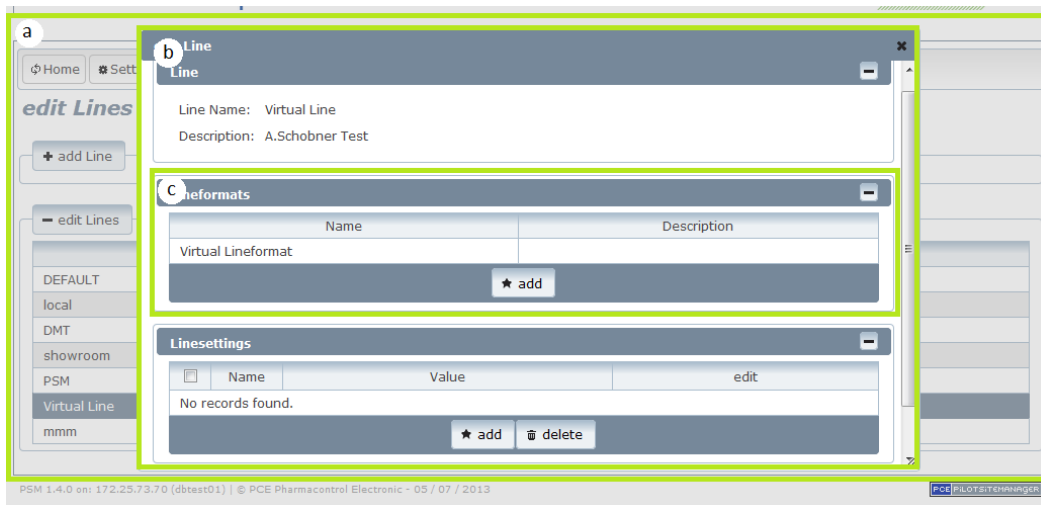 a
Home Sett
edit Lines
+ add Line
− edit Lines
DEFAULT
local
DMT
showroom
PSM
Virtual Line
mmm
b
Line
Line
Line Name: Virtual Line
Description: A.Schobner Test
c
neformats
Name Description
Virtual Lineformat
add
Linesettings
Name Value edit
No records found.
add delete
PSM 1.4.0 on: 172.25.73.70 (dbtest01) | © PCE Pharmacontrol Electronic - 05 / 07 / 2013
PCE PILOTSITEMANAGER